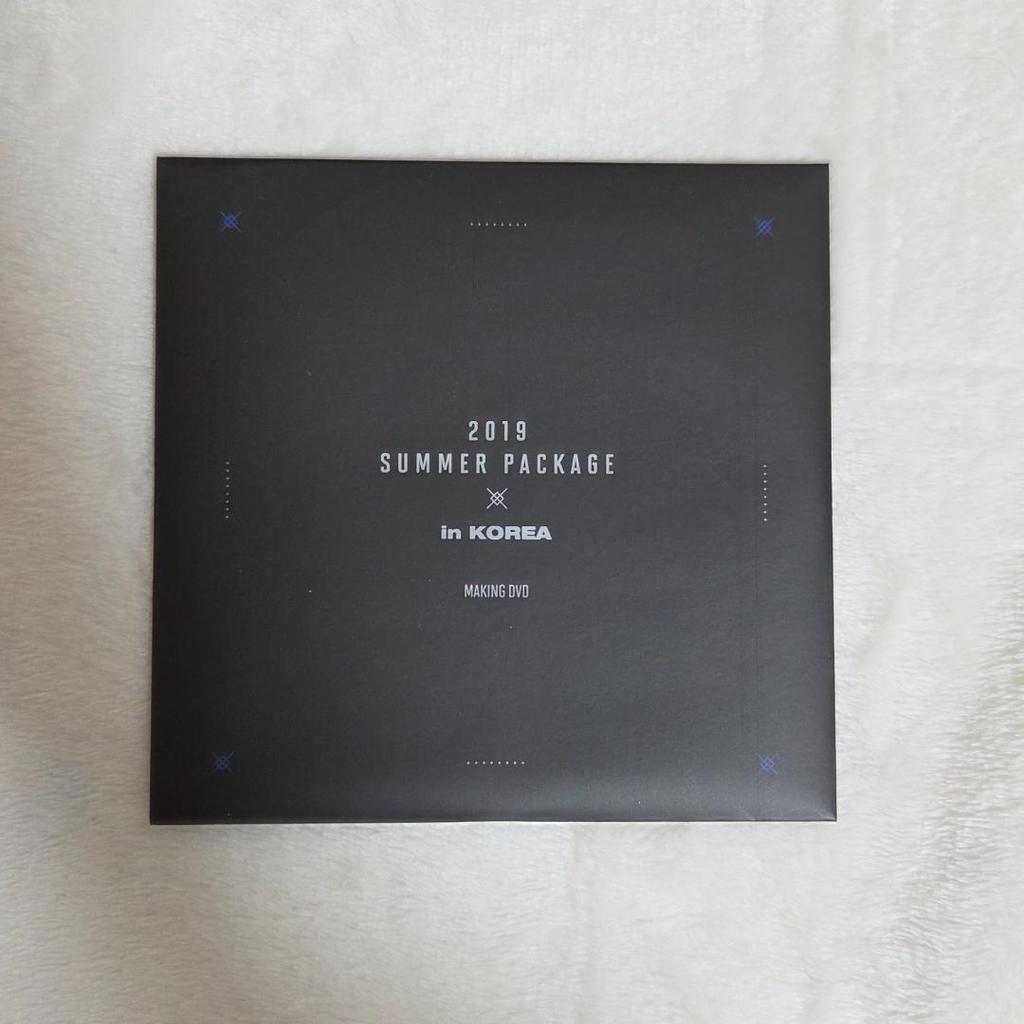 2019
SUMMER PACKAGE
in KOREA
MAKING DVD